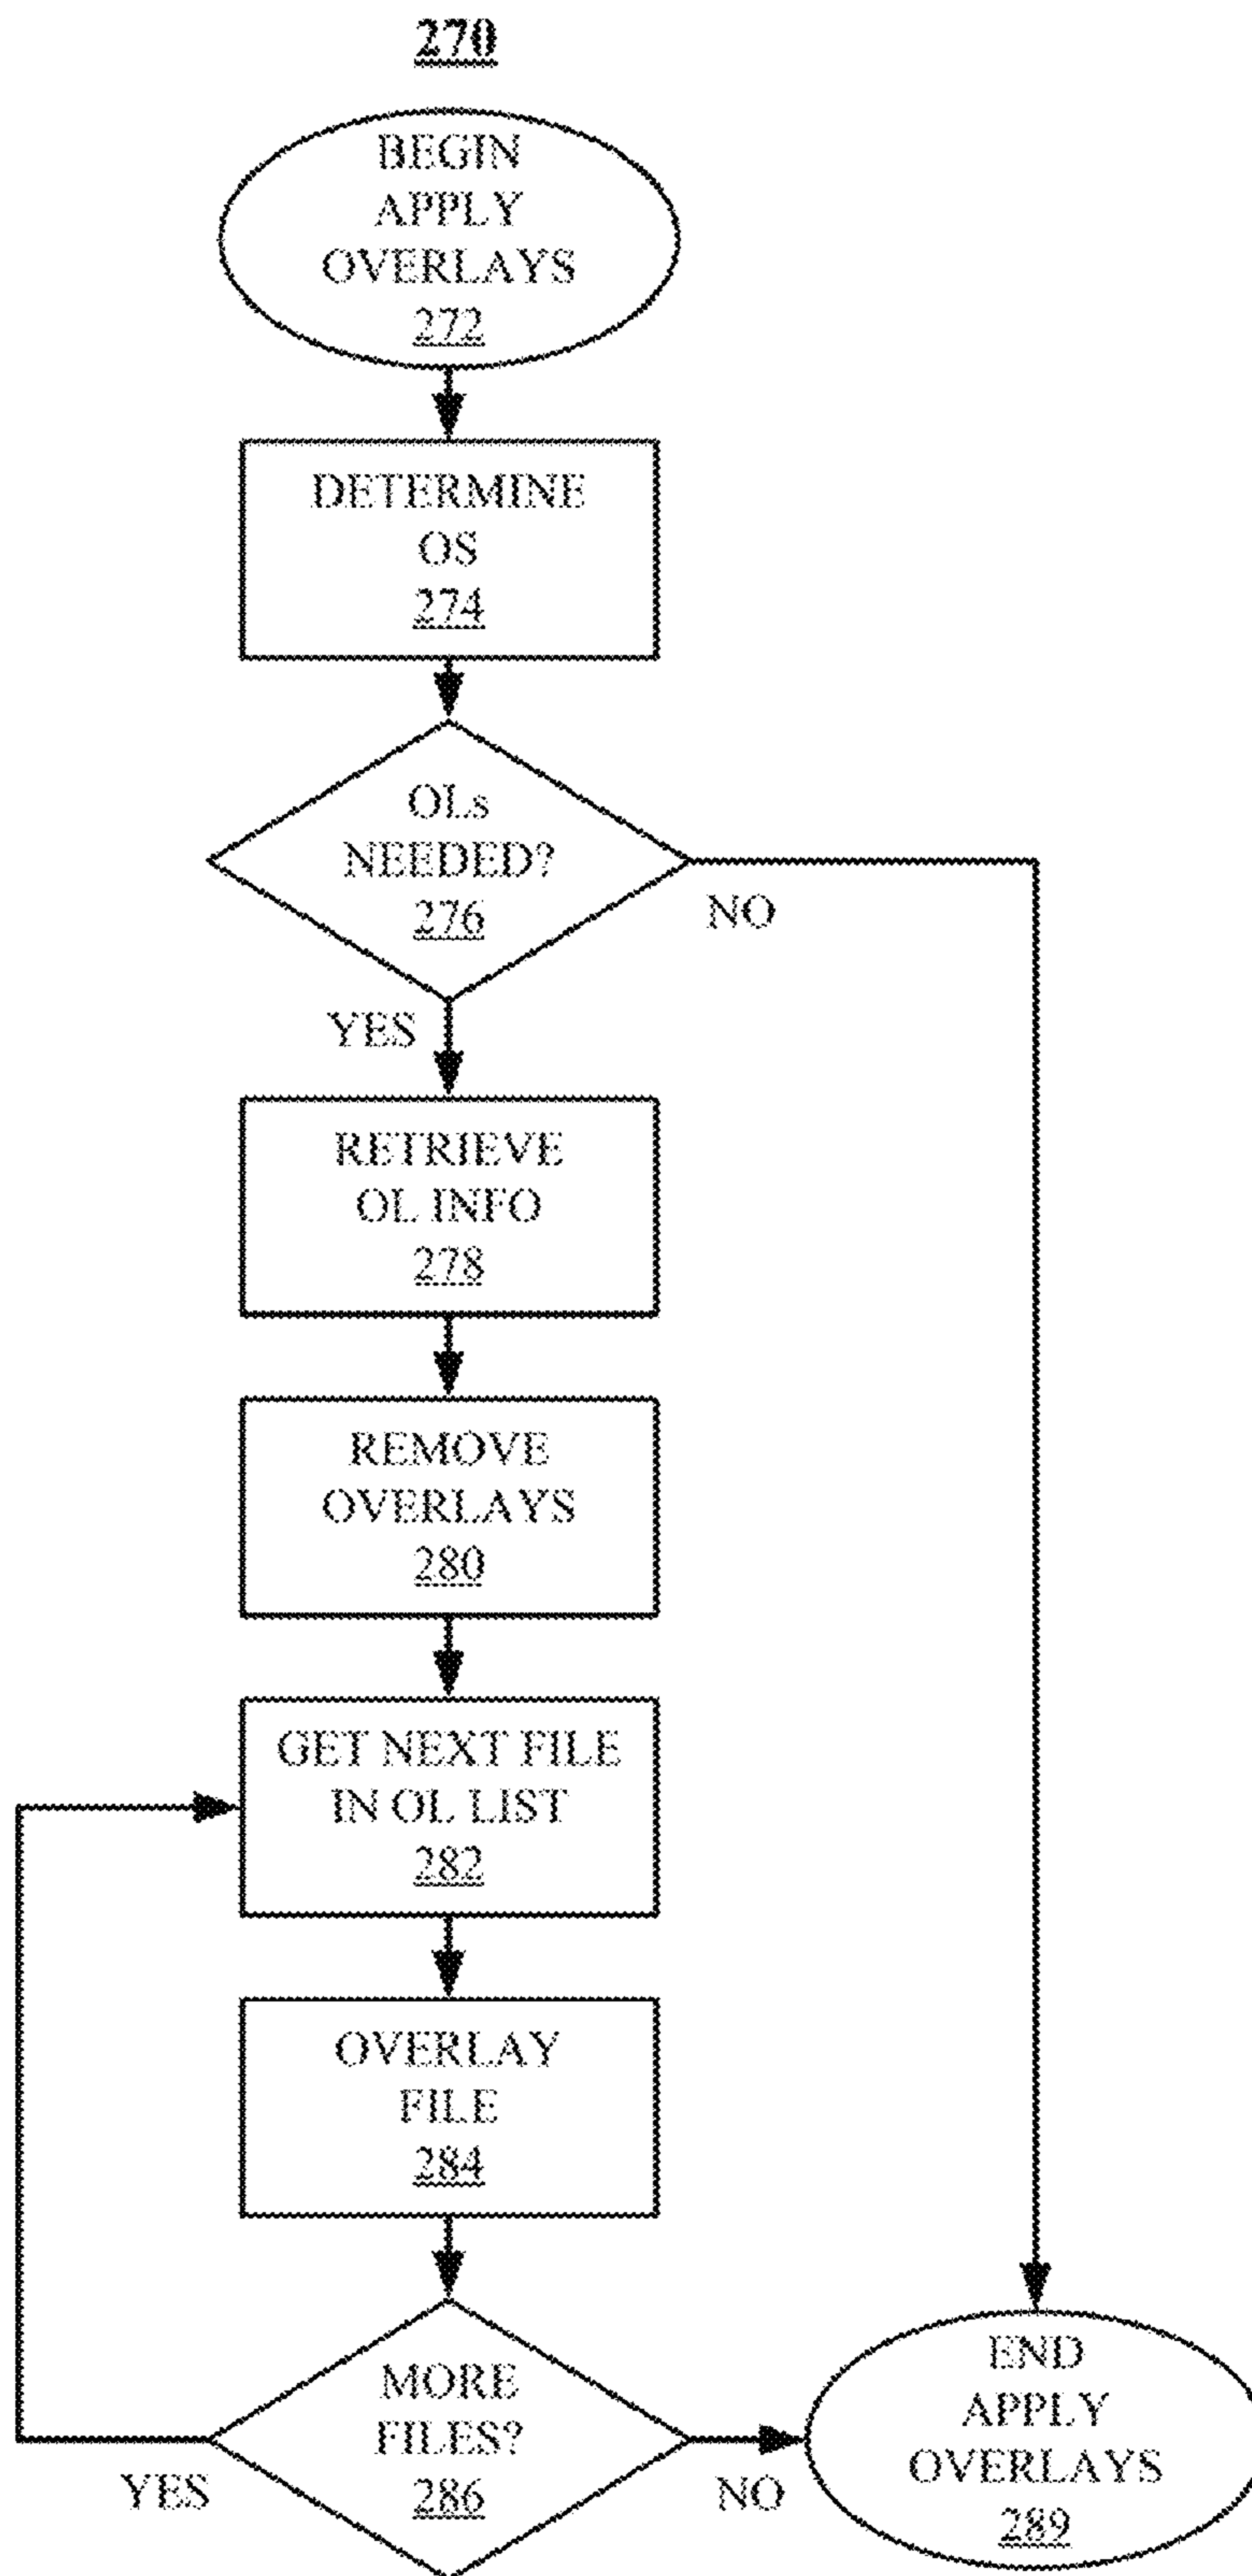 270
BEGIN
APPLY
OVERLAYS
272
DETERMINE
OS
274
OLs
NEEDED?
276
NO
YES
RETRIEVE
OL INFO
278
REMOVE
OVERLAYS
280
GET NEXT FILE
IN OL LIST
282
OVERLAY
FILE
284
MORE
FILES?
286
YES
NO
END
APPLY
OVERLAYS
289